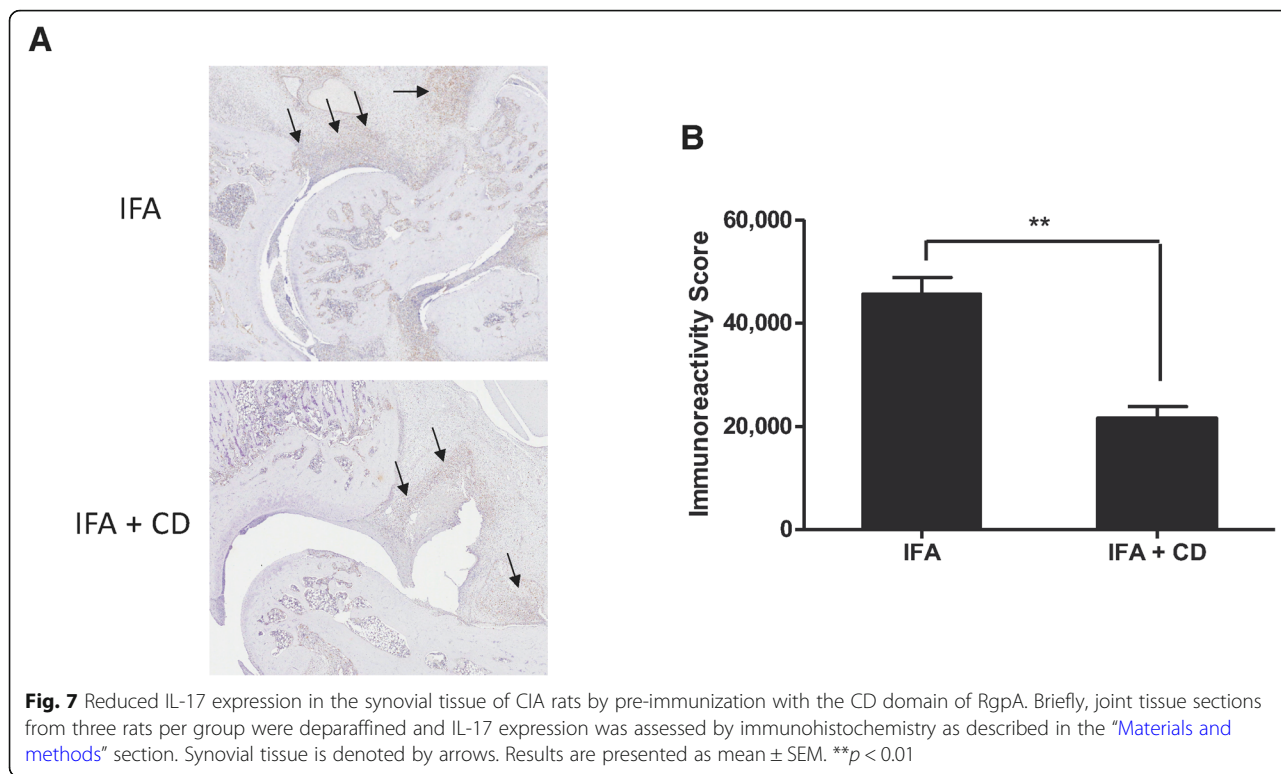 A
IFA
IFA + CD
B
Immunoreactivity Score
60,000
40,000
20,000
0
**
IFA
IFA + CD
Fig. 7 Reduced IL-17 expression in the synovial tissue of CIA rats by pre-immunization with the CD domain of RgpA. Briefly, joint tissue sections
from three rats per group were deparaffined and IL-17 expression was assessed by immunohistochemistry as described in the “Materials and
methods” section. Synovial tissue is denoted by arrows. Results are presented as mean ± SEM. **p < 0.01